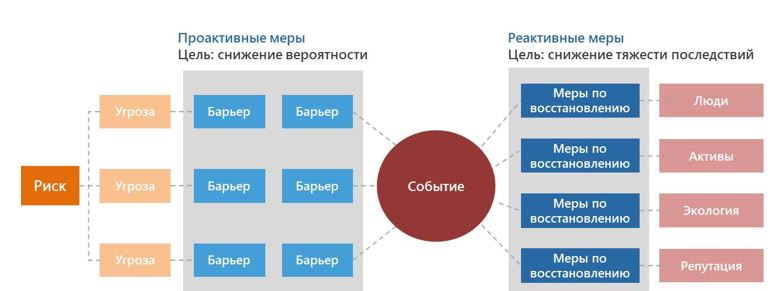 Проактивные меры
Цель: снижение вероятности
Реактивные меры
Цель: снижение тяжести последствий
Риск
Угроза
Барьер
Барьер
Угроза
Барьер
Барьер
Угроза
Барьер
Барьер
Событие
Меры по
восстановлению
Люди
Меры по
восстановлению
Активы
Меры по
восстановлению
Экология
Меры по
восстановлению
Репутация